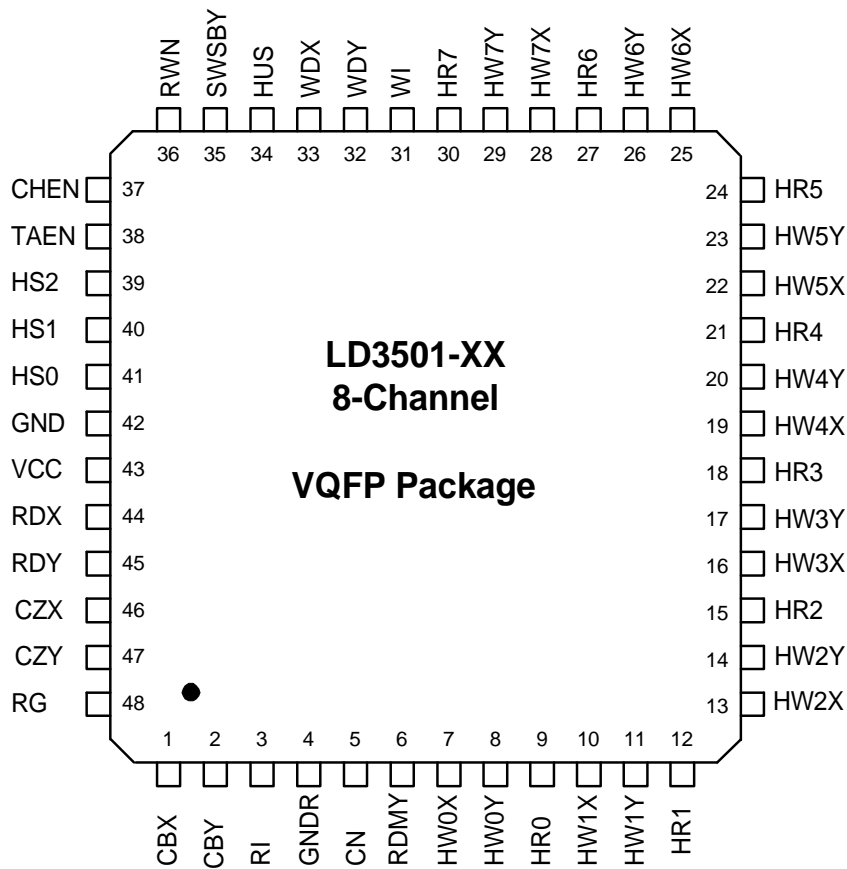 RWN SWSBY HUS WDX WDY WI HR7 HW7Y HW7X HR6 HW6Y HW6X
36 35 34 33 32 31 30 29 28 27 26 25
CHEN 37 24 HR5
TAEN 38 23 HW5Y
HS2 39 22 HW5X
HS1 40 21 HR4
HS0 41 20 HW4Y
GND 42 19 HW4X
VCC 43 18 HR3
RDX 44 17 HW3Y
RDY 45 16 HW3X
CZX 46 15 HR2
CZY 47 14 HW2Y
RG 48 13 HW2X
LD3501-XX
8-Channel
VQFP Package
1 2 3 4 5 6 7 8 9 10 11 12
CBX CBY RI GNDR CN RDMY HW0X HW0Y HR0 HW1X HW1Y HR1